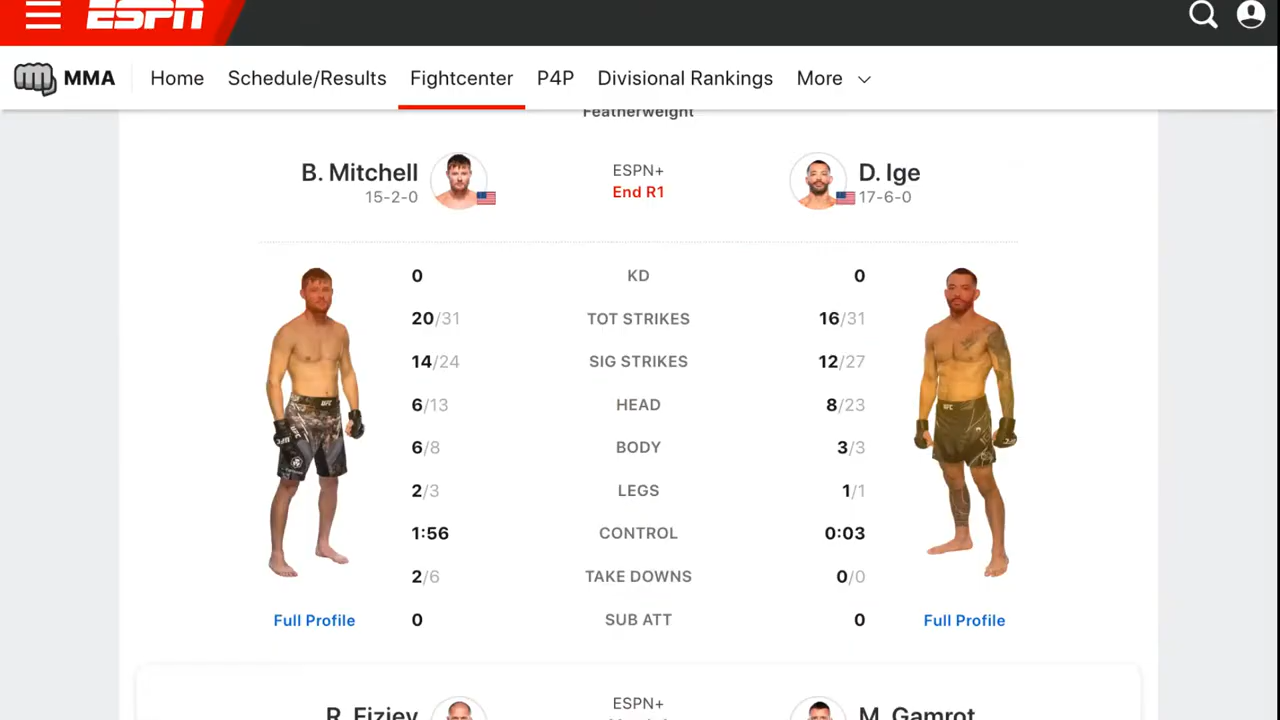 ESPN
MMA Home Schedule/Results Fightcenter P4P Divisional Rankings More
Featherweight
B. Mitchell ESPN+ D. Ige
15-2-0 End R1 17-6-0
0 KD 0
20/31 TOT STRIKES 16/31
14/24 SIG STRIKES 12/27
6/13 HEAD 8/23
6/8 BODY 3/3
2/3 LEGS 1/1
1:56 CONTROL 0:03
2/6 TAKE DOWNS 0/0
Full Profile 0 SUB ATT 0 Full Profile
ESPN+
R. Fiziev M. Gamrot